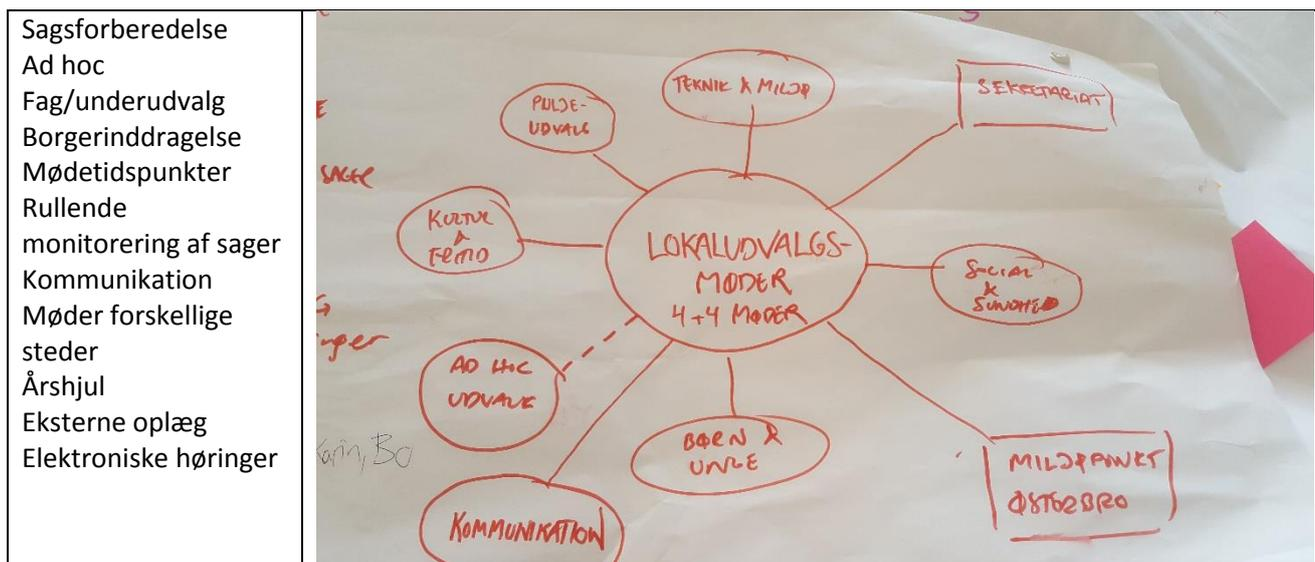 Sagsforberedelse
Ad hoc
Fag/underudvalg
Borgerinddragelse
Mødetidspunkter
Rullende
monitorering af sager
Kommunikation
Møder forskellige
steder
Årshjul
Eksterne oplæg
Elektroniske høringer
TEKNIK & MILJØ
SEKRETARIAT
PULJE-
UDVALG
SAGER
KULTUR
&
LOKALUDVALGS-
MØDER
4+4 MØDER
SOCIAL
&
SUNDHED
AD HOC
UDVALG
BØRN &
UNGE
Karin, Bo
MILJØPUNKT
ØSTERBRO
KOMMUNIKATION